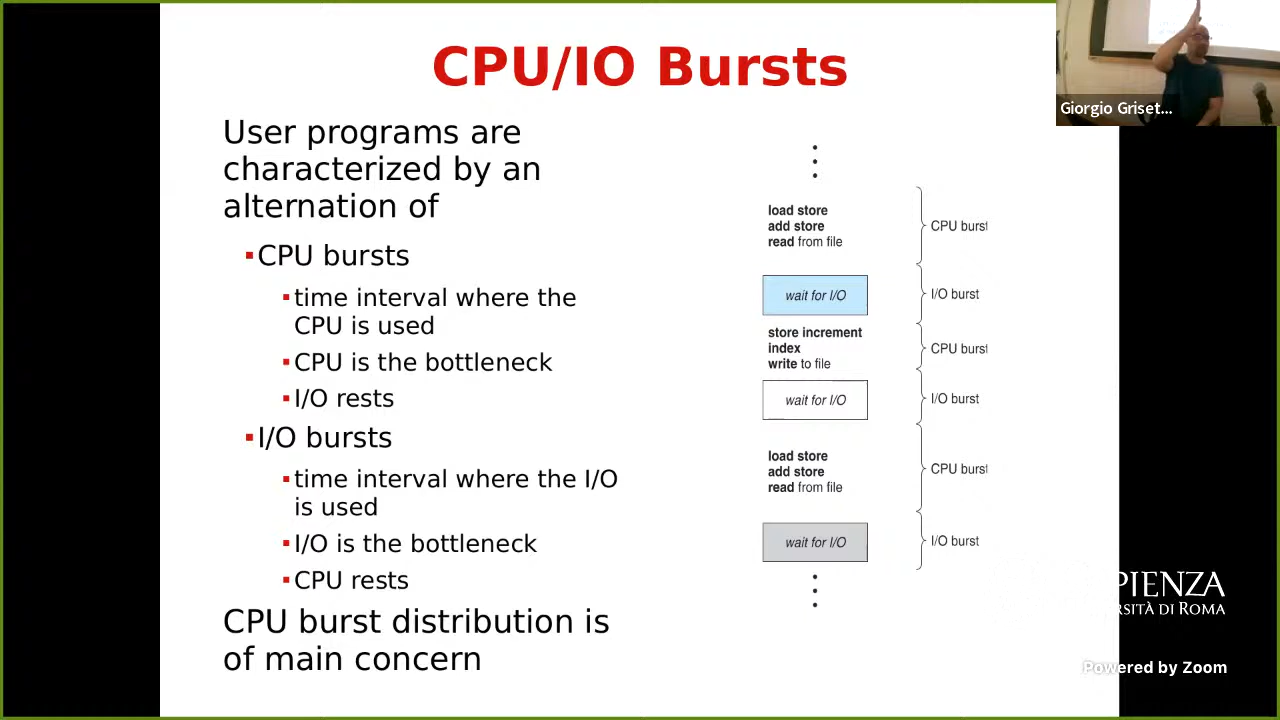 CPU/IO Bursts
Giorgio Griset...
User programs are
characterized by an
alternation of
CPU bursts
time interval where the
CPU is used
CPU is the bottleneck
I/O rests
I/O bursts
time interval where the I/O
is used
I/O is the bottleneck
CPU rests
CPU burst distribution is
of main concern
load store
add store
read from file
CPU burst
wait for I/O
I/O burst
store increment
index
write to file
CPU burst
wait for I/O
I/O burst
load store
add store
read from file
CPU burst
wait for I/O
I/O burst
PIENZA
RSITÀ DI ROMA
Powered by Zoom